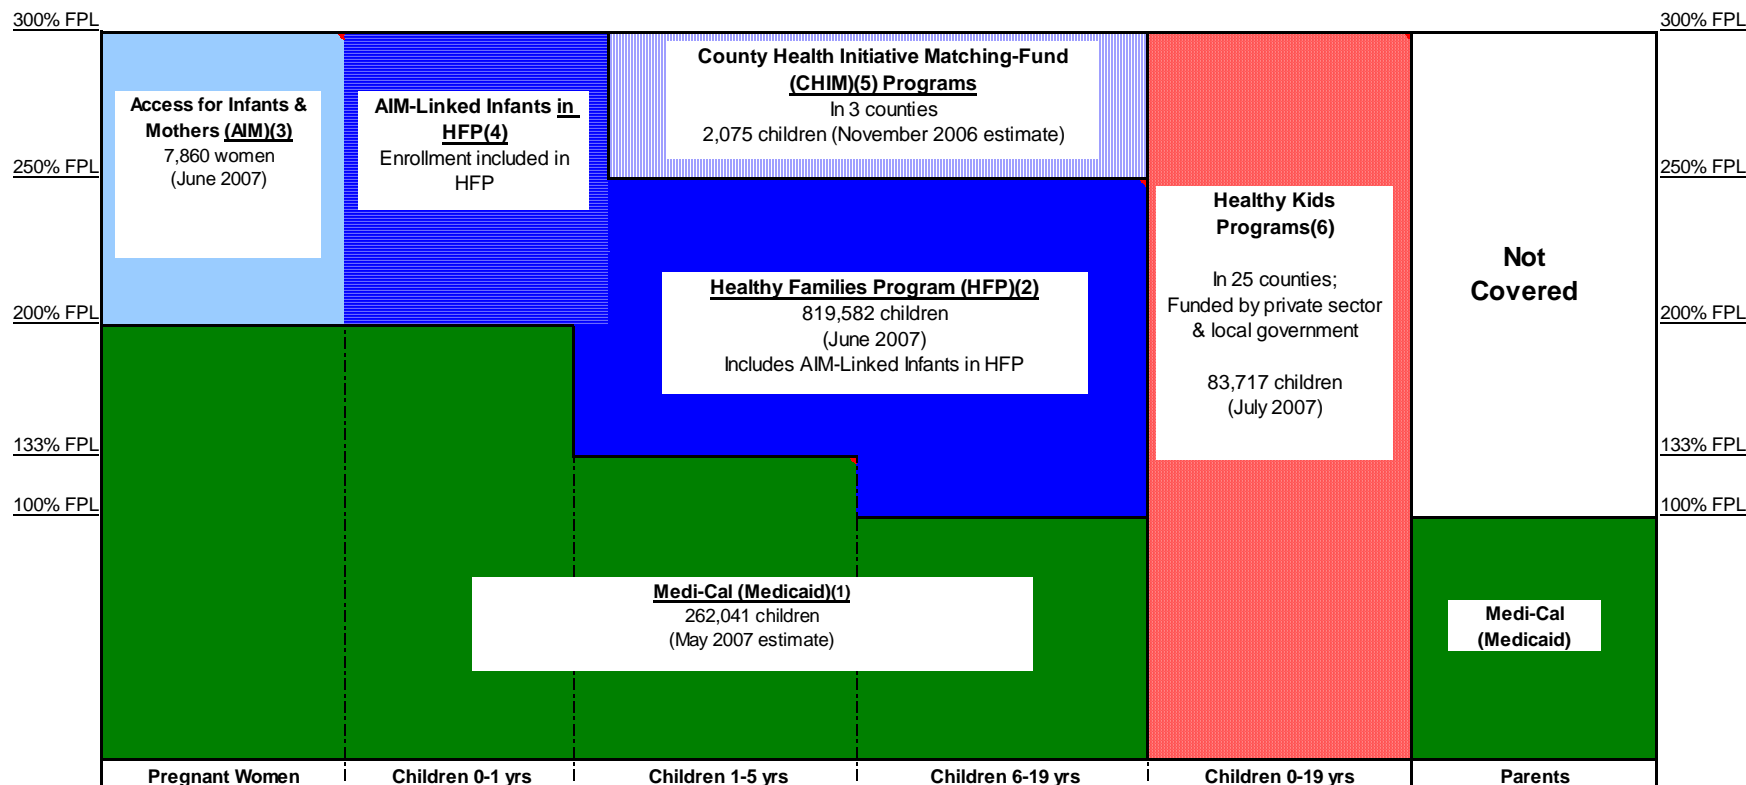 300% FPL
300% FPL
County Health Initiative Matching-Fund
(CHIM)(5) Programs
In 3 counties
2,075 children (November 2006 estimate)
Access for Infants &
Mothers (AIM)(3)
7,860 women
(June 2007)
AIM-Linked Infants in
HFP(4)
Enrollment included in
HFP
250% FPL
250% FPL
Healthy Kids
Programs(6)
In 25 counties;
Funded by private sector
& local government
83,717 children
(July 2007)
Not
Covered
Healthy Families Program (HFP)(2)
819,582 children
(June 2007)
Includes AIM-Linked Infants in HFP
200% FPL
200% FPL
133% FPL
133% FPL
100% FPL
100% FPL
Medi-Cal (Medicaid)(1)
262,041 children
(May 2007 estimate)
Medi-Cal
(Medicaid)
Pregnant Women
Children 0-1 yrs
Children 1-5 yrs
Children 6-19 yrs
Children 0-19 yrs
Parents